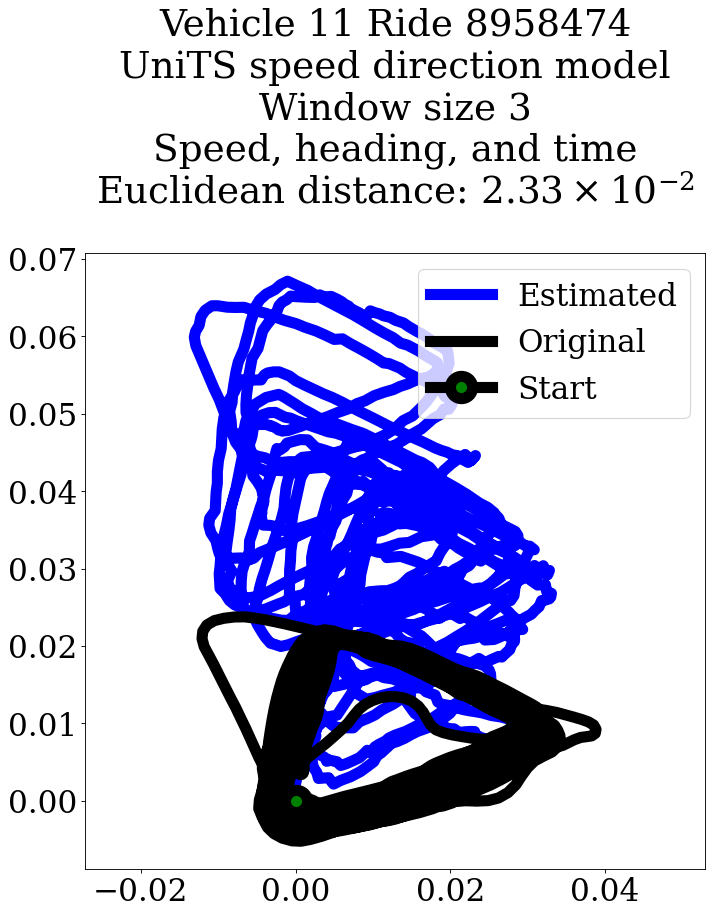 Vehicle 11 Ride 8958474
UniTS speed direction model
Window size 3
Speed, heading, and time
Euclidean distance: 2.33 × 10⁻²
0.07
0.06
0.05
0.04
0.03
0.02
0.01
0.00
Estimated
Original
Start
−0.02
0.00
0.02
0.04